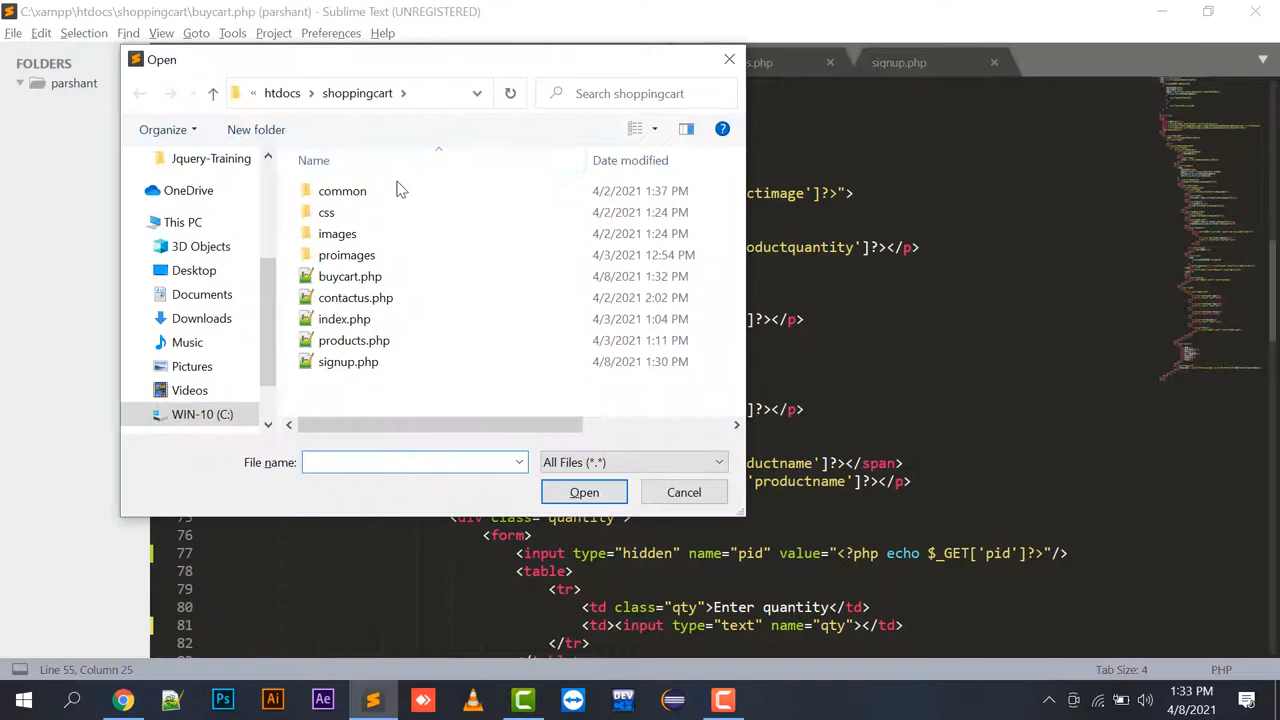 C:\xampp\htdocs\shoppingcart\buycart.php (parshant) - Sublime Text (UNREGISTERED)
File Edit Selection Find View Goto Tools Project Preferences Help
FOLDERS
parshant
signup.php
Open
« htdocs shoppingcart
Search shoppingcart
Organize New folder
Name Date modified
Jquery-Training
OneDrive
This PC
3D Objects
Desktop
Documents
Downloads
Music
Pictures
Videos
WIN-10 (C:)
common 4/2/2021 1:37 PM
css 4/2/2021 1:24 PM
images 4/2/2021 1:24 PM
proimages 4/3/2021 12:54 PM
buycart.php 4/8/2021 1:32 PM
contactus.php 4/2/2021 2:02 PM
index.php 4/3/2021 1:04 PM
products.php 4/3/2021 1:11 PM
signup.php 4/8/2021 1:30 PM
File name: All Files (*.*)
Open Cancel
ctimage']?>">
oductquantity']?></p>
]?></p>
]?></p>
ductname']?></span>
'productname']?></p>
75 <div class="quantity">
76 <form>
77 <input type="hidden" name="pid" value="<?php echo $_GET['pid']?>"/>
78 <table>
79 <tr>
80 <td class="qty">Enter quantity</td>
81 <td><input type="text" name="qty"></td>
82 </tr>
Line 55, Column 25
Tab Size: 4 PHP
1:33 PM
4/8/2021